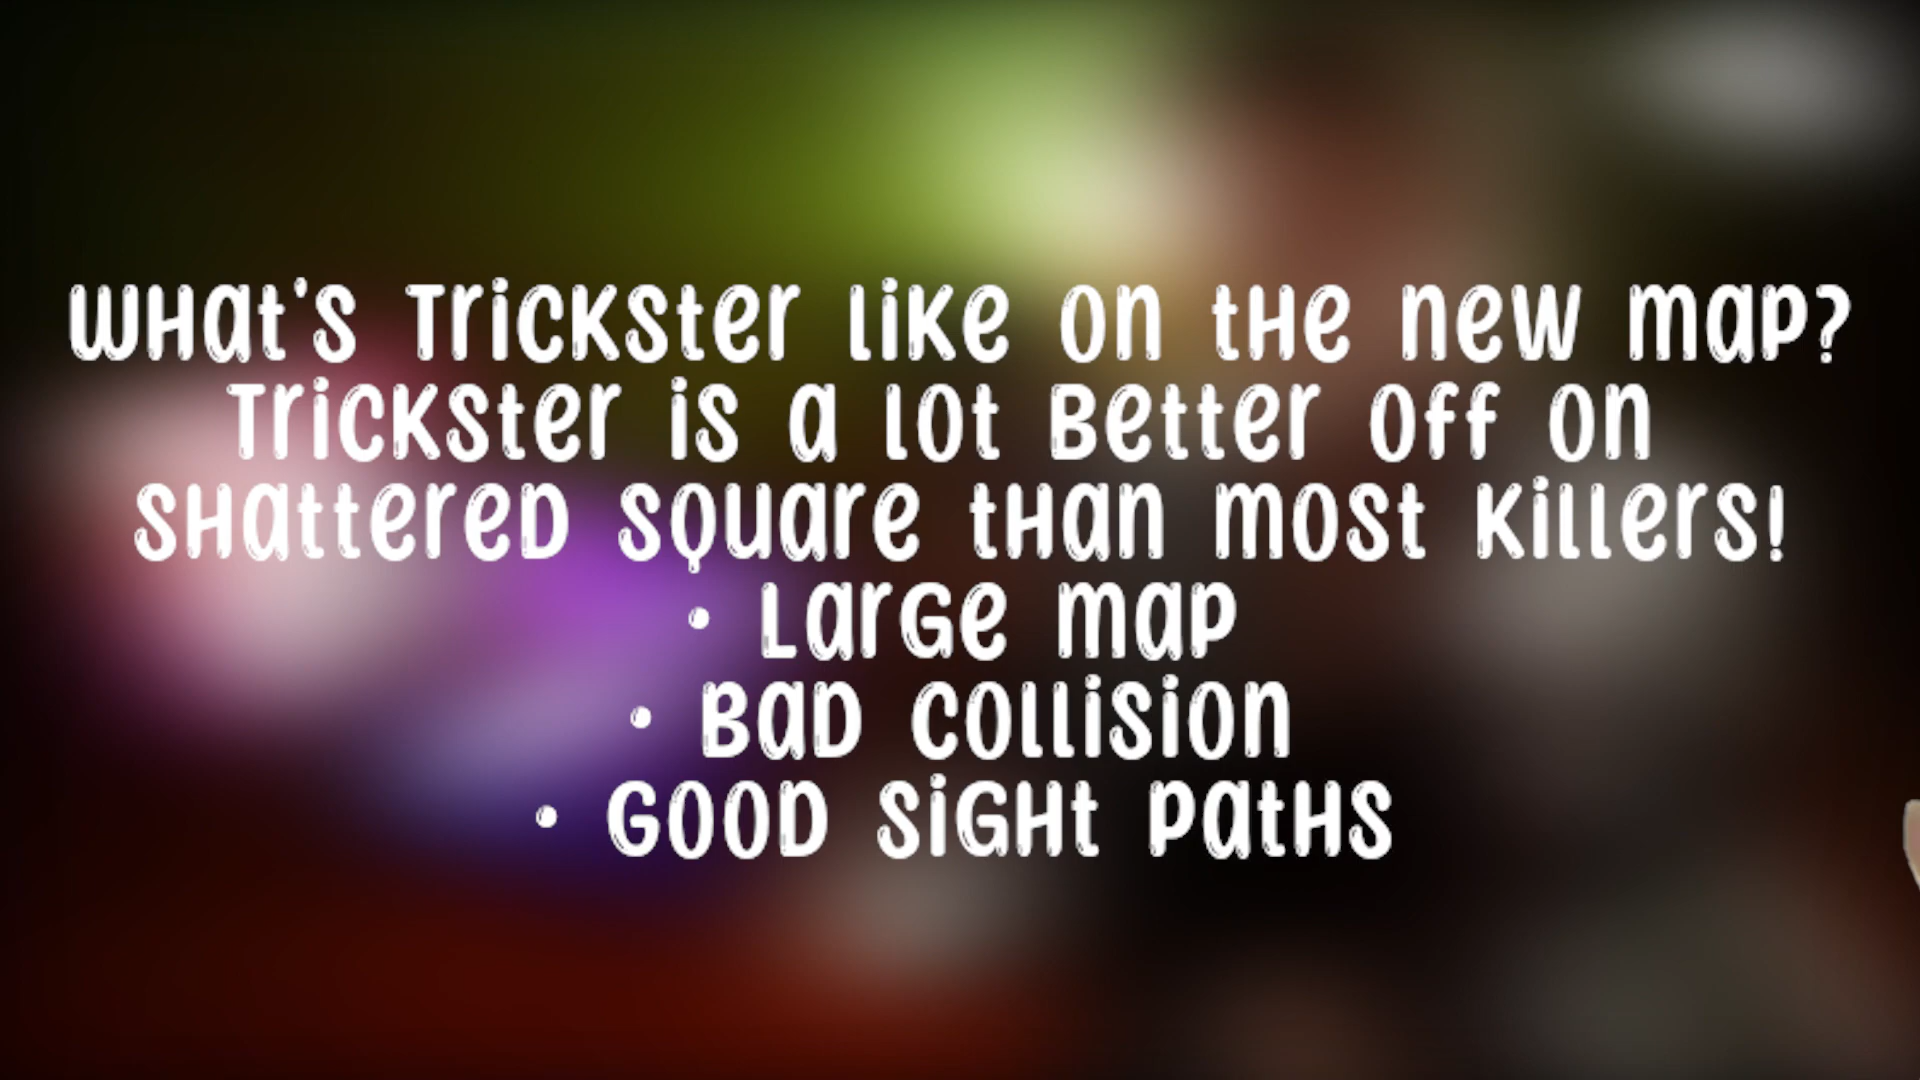 What's Trickster like on the new map?
Trickster is a lot better off on
Shattered Square than most killers!
• Large map
• Bad collision
• Good sight paths